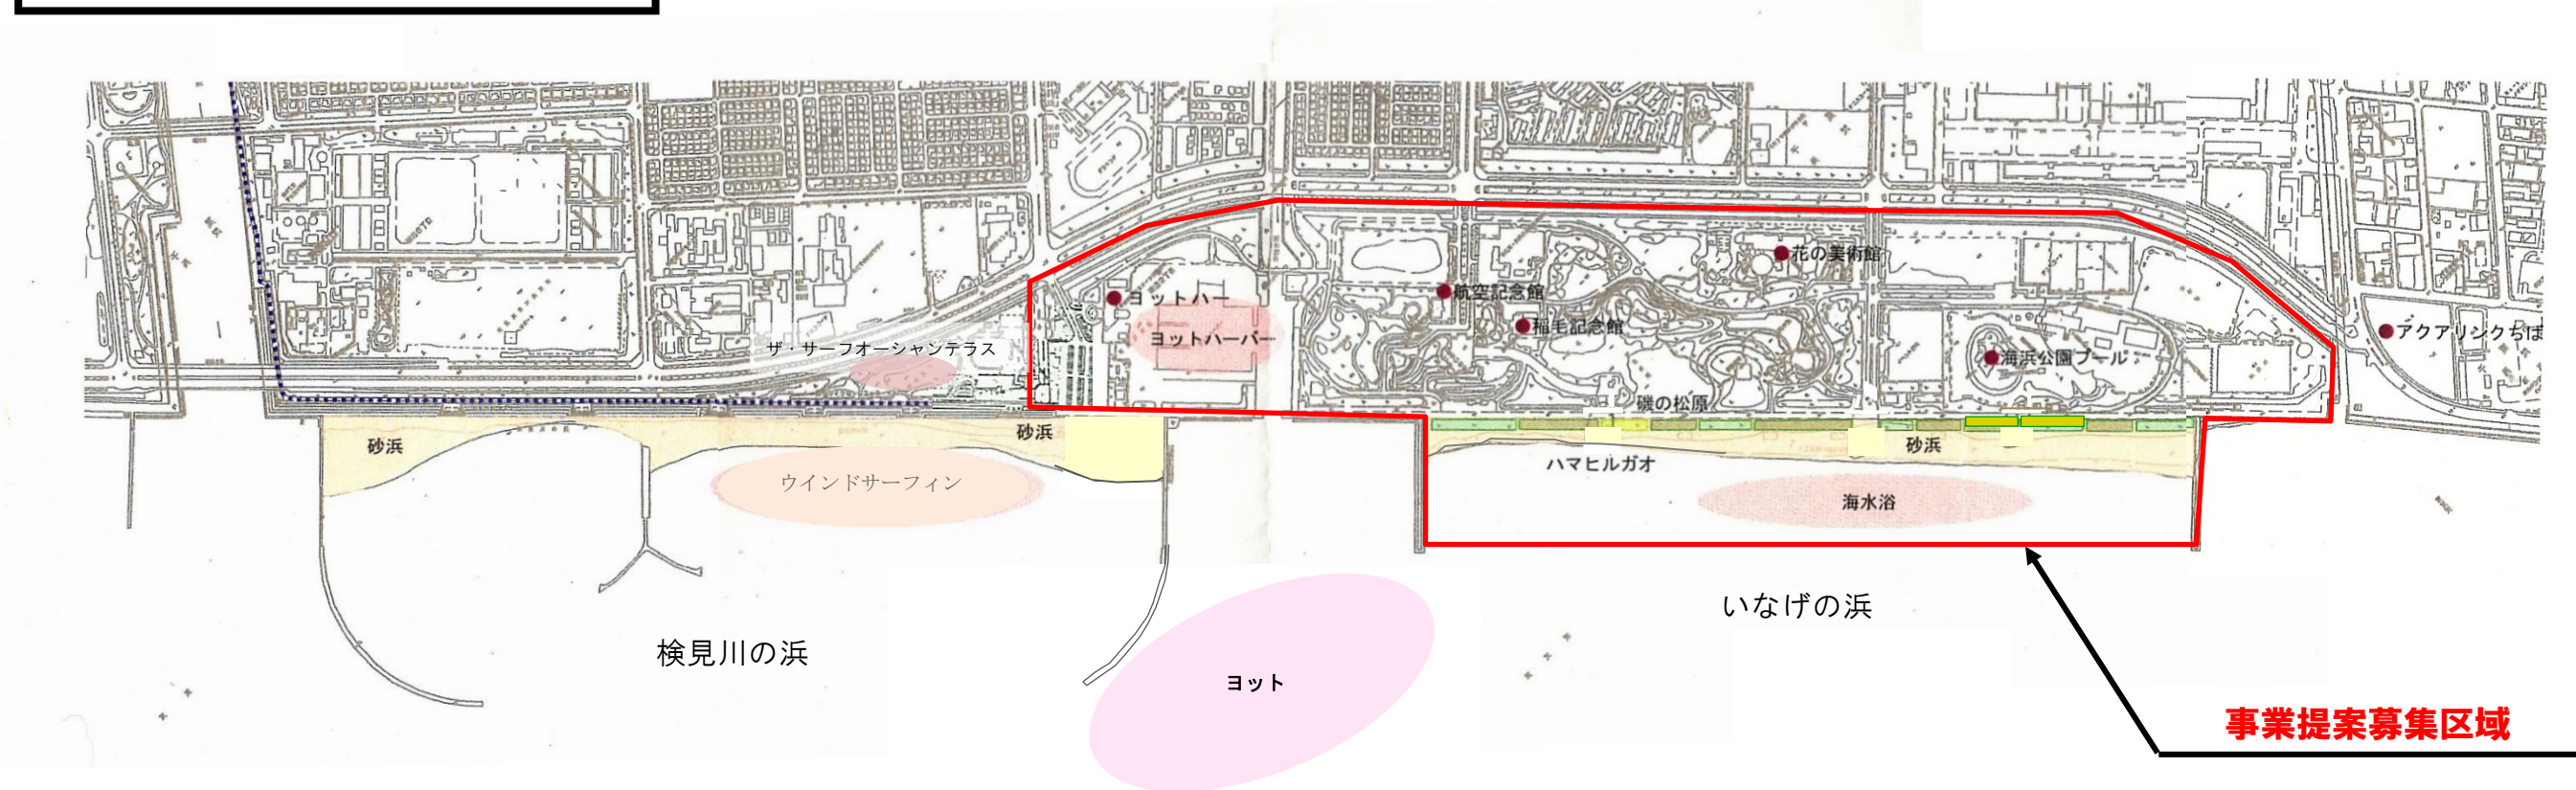 花の美術館
ヨットハー
航空記念館
稲毛記念館
ヨットハーバー
アクアリンクちば
ザ・サーフオーシャンテラス
海浜公園プール
磯の松原
砂浜
砂浜
砂浜
ハマヒルガオ
ウインドサーフィン
海水浴
いなげの浜
検見川の浜
ヨット
事業提案募集区域